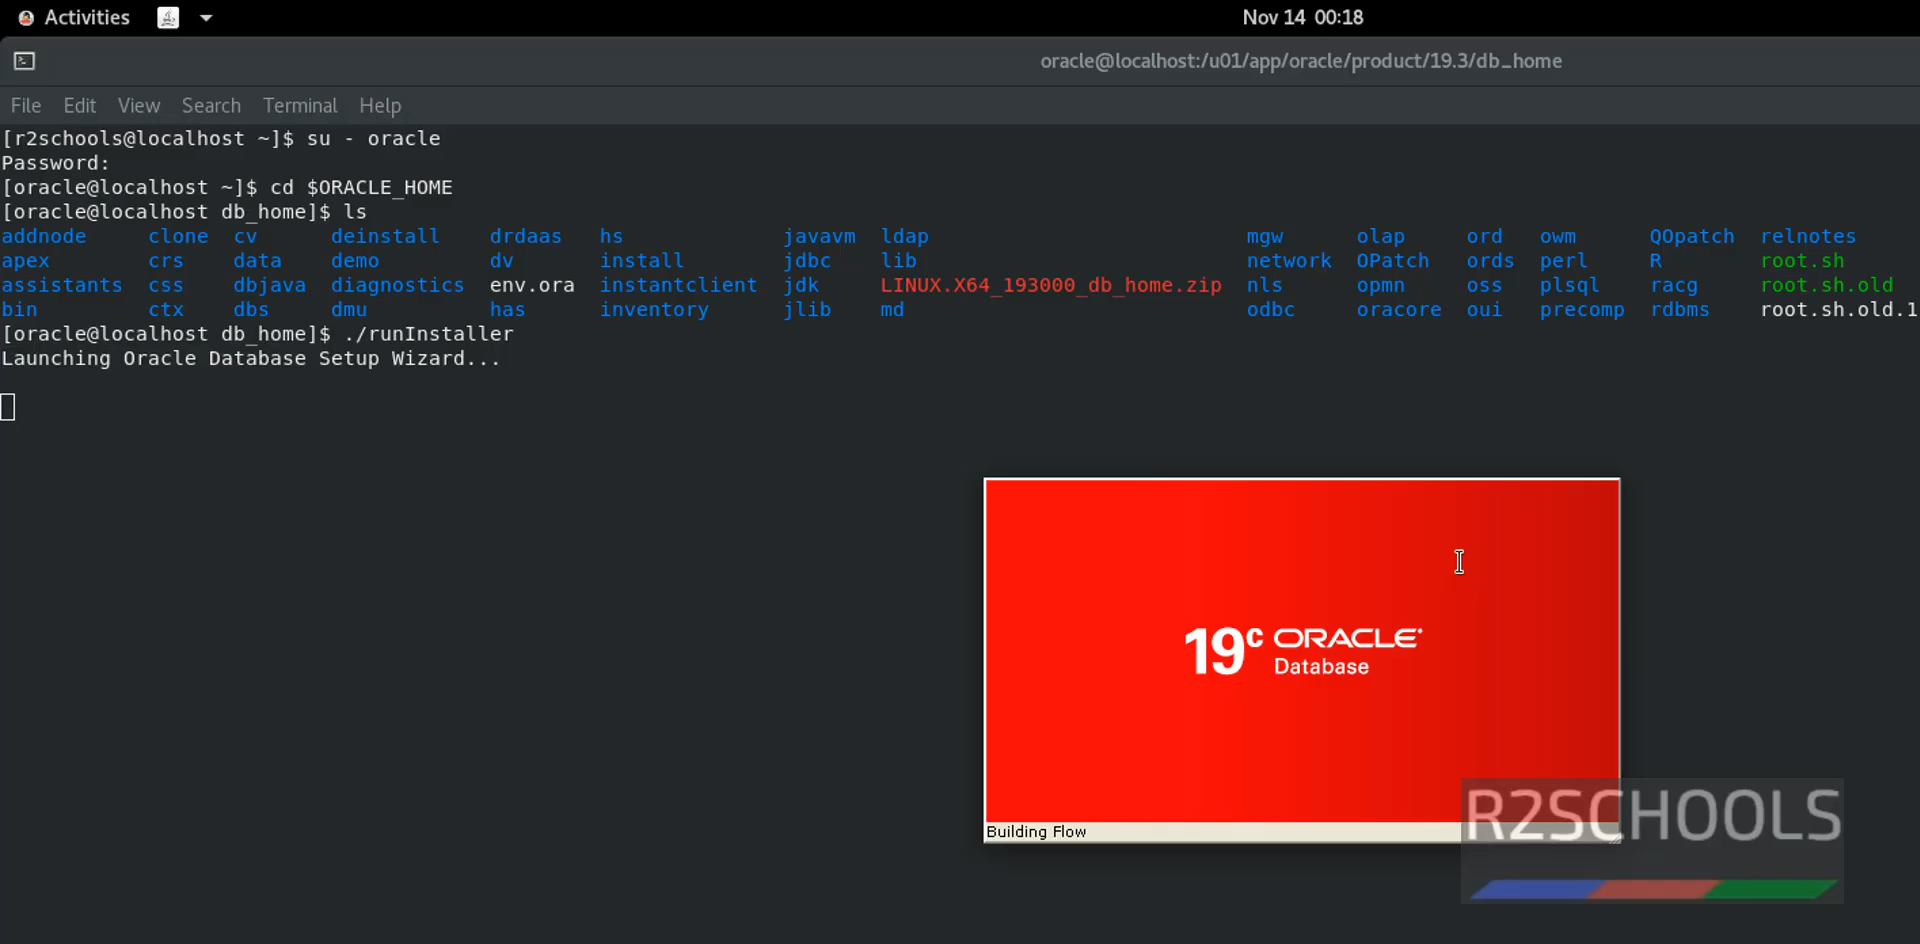 Activities
Nov 14 00:18
oracle@localhost:/u01/app/oracle/product/19.3/db_home
File Edit View Search Terminal Help
[r2schools@localhost ~]$ su - oracle
Password:
[oracle@localhost ~]$ cd $ORACLE_HOME
[oracle@localhost db_home]$ ls
addnode clone cv deinstall drdaas hs javavm ldap mgw olap ord owm QOpatch relnotes
apex crs data demo dv install jdbc lib network OPatch ords perl R root.sh
assistants css dbjava diagnostics env.ora instantclient jdk LINUX.X64_193000_db_home.zip nls opmn oss plsql racg root.sh.old
bin ctx dbs dmu has inventory jlib md odbc oracore oui precomp rdbms root.sh.old.1
[oracle@localhost db_home]$ ./runInstaller
Launching Oracle Database Setup Wizard...
19c ORACLE
Database
Building Flow
R2SCHOOLS